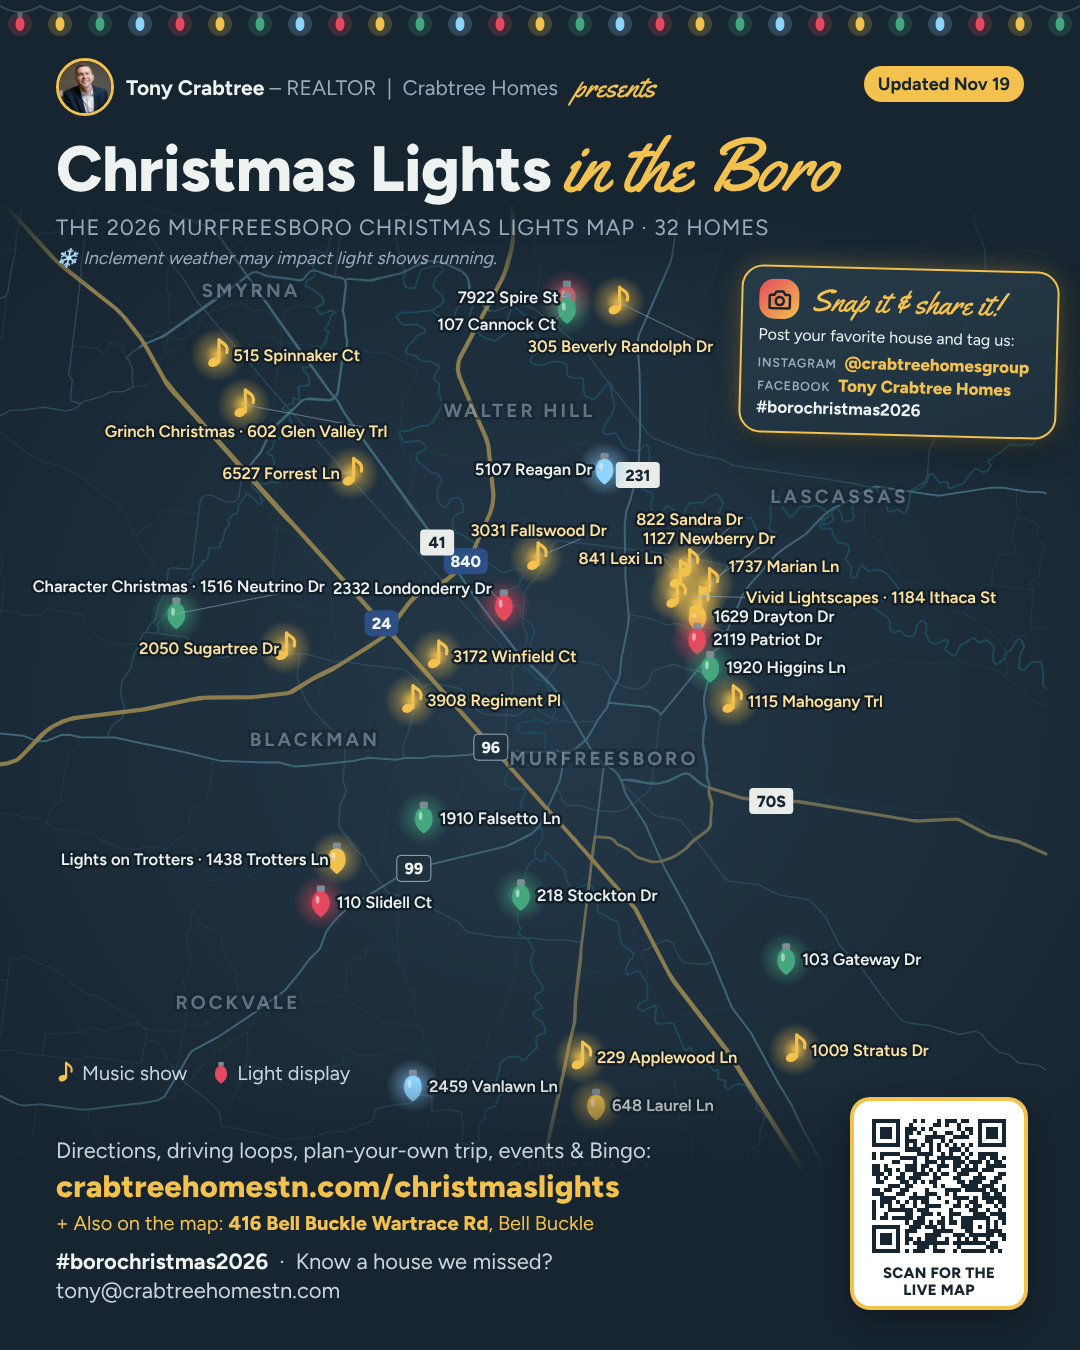 Tony Crabtree – REALTOR | Crabtree Homes presents
Updated Nov 19
Christmas Lights in the Boro
THE 2026 MURFREESBORO CHRISTMAS LIGHTS MAP · 32 HOMES
Inclement weather may impact light shows running.
SMYRNA
7922 Spire St
107 Cannock Ct
305 Beverly Randolph Dr
Snap it & share it!
Post your favorite house and tag us:
INSTAGRAM @crabtreehomesgroup
FACEBOOK Tony Crabtree Homes
#borochristmas2026
515 Spinnaker Ct
WALTER HILL
Grinch Christmas · 602 Glen Valley Trl
6527 Forrest Ln
5107 Reagan Dr
231
LASCASSAS
822 Sandra Dr
3031 Fallswood Dr
1127 Newberry Dr
41
840
841 Lexi Ln
1737 Marian Ln
Character Christmas · 1516 Neutrino Dr
2332 Londonderry Dr
Vivid Lightscapes · 1184 Ithaca St
1629 Drayton Dr
24
2119 Patriot Dr
2050 Sugartree Dr
3172 Winfield Ct
1920 Higgins Ln
3908 Regiment Pl
1115 Mahogany Trl
BLACKMAN
96
MURFREESBORO
70S
1910 Falsetto Ln
Lights on Trotters · 1438 Trotters Ln
99
110 Slidell Ct
218 Stockton Dr
103 Gateway Dr
ROCKVALE
229 Applewood Ln
1009 Stratus Dr
Music show
Light display
2459 Vanlawn Ln
648 Laurel Ln
Directions, driving loops, plan-your-own trip, events & Bingo:
crabtreehomestn.com/christmaslights
+ Also on the map: 416 Bell Buckle Wartrace Rd, Bell Buckle
#borochristmas2026 · Know a house we missed?
tony@crabtreehomestn.com
SCAN FOR THE
LIVE MAP